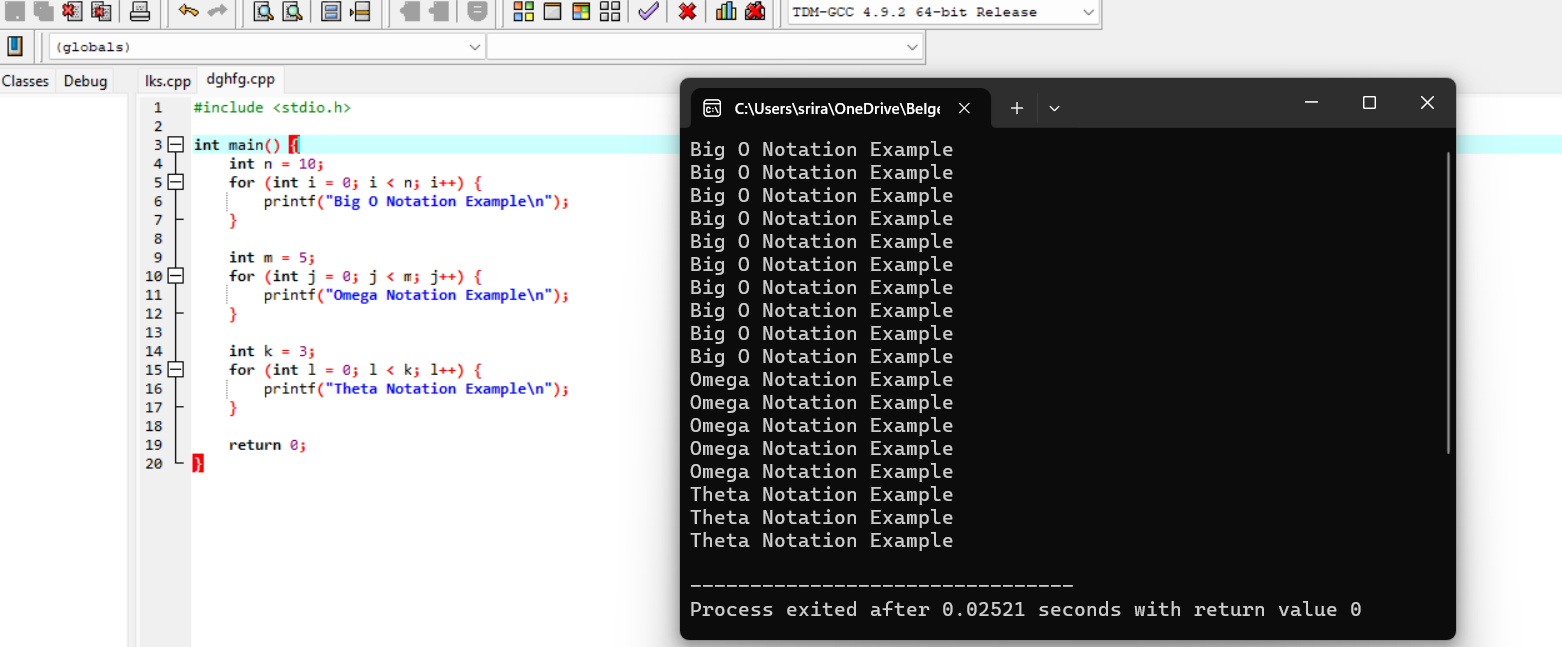 TDM-GCC 4.9.2 64-bit Release
(globals)
Classes Debug lks.cpp dghfg.cpp
1 #include <stdio.h>
2
3 int main() {
4 int n = 10;
5 for (int i = 0; i < n; i++) {
6 printf("Big O Notation Example\n");
7 }
8
9 int m = 5;
10 for (int j = 0; j < m; j++) {
11 printf("Omega Notation Example\n");
12 }
13
14 int k = 3;
15 for (int l = 0; l < k; l++) {
16 printf("Theta Notation Example\n");
17 }
18
19 return 0;
20 }
C:\Users\srira\OneDrive\Belge
Big O Notation Example
Big O Notation Example
Big O Notation Example
Big O Notation Example
Big O Notation Example
Big O Notation Example
Big O Notation Example
Big O Notation Example
Big O Notation Example
Big O Notation Example
Omega Notation Example
Omega Notation Example
Omega Notation Example
Omega Notation Example
Omega Notation Example
Theta Notation Example
Theta Notation Example
Theta Notation Example
--------------------------------
Process exited after 0.02521 seconds with return value 0